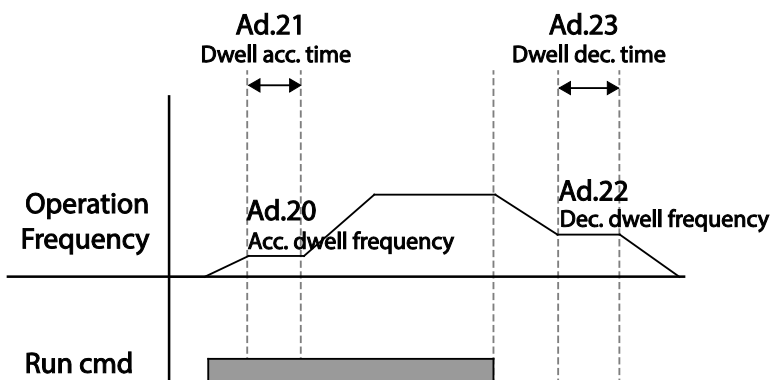 Ad.21
Dwell acc. time
Ad.23
Dwell dec. time
Operation
Frequency
Ad.20
Acc. dwell frequency
Ad.22
Dec. dwell frequency
Run cmd